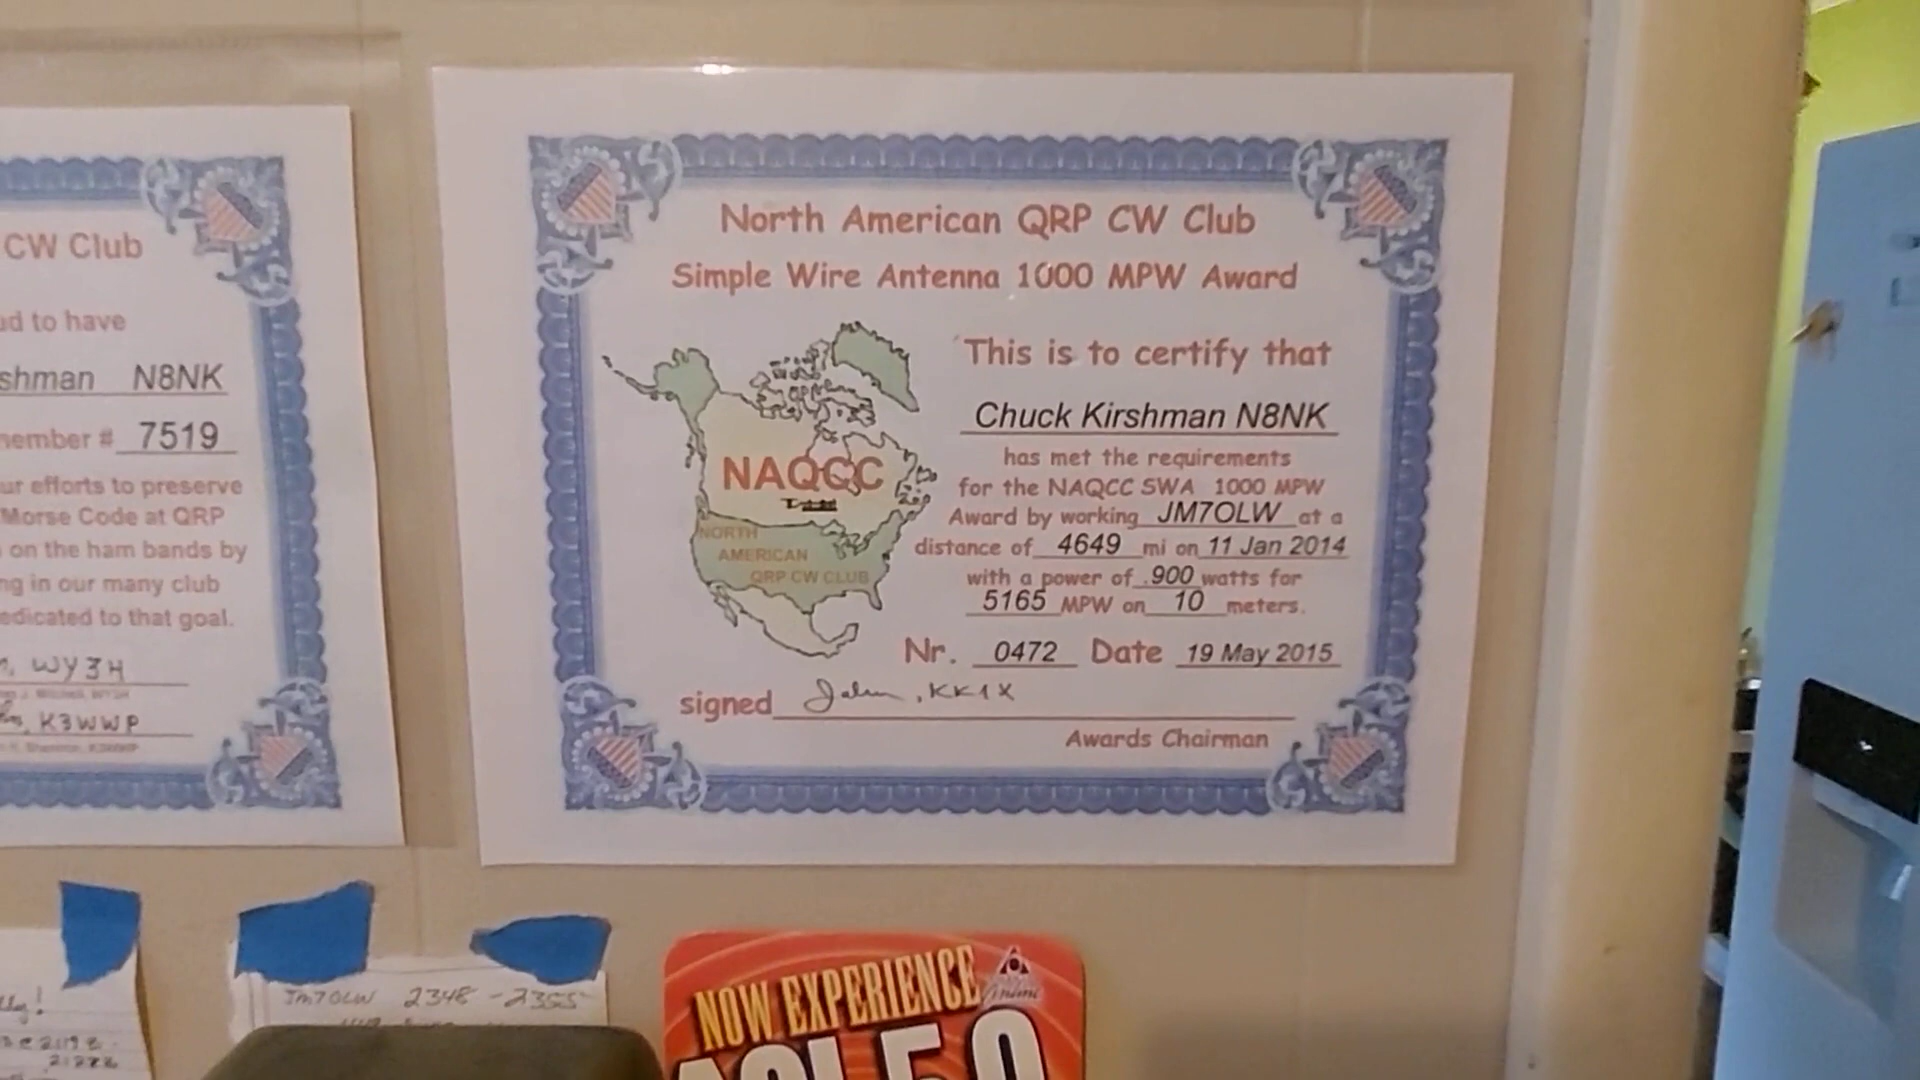 CW Club
ud to have
shman N8NK
member # 7519
ur efforts to preserve
Morse Code at QRP
on the ham bands by
ng in our many club
edicated to that goal.
WY3H
K3WWP
North American QRP CW Club
Simple Wire Antenna 1000 MPW Award
This is to certify that
Chuck Kirshman N8NK
has met the requirements
for the NAQCC SWA 1000 MPW
Award by working JM7OLW at a
distance of 4649 mi on 11 Jan 2014
with a power of .900 watts for
5165 MPW on 10 meters.
Nr. 0472 Date 19 May 2015
signed John, KK1X
Awards Chairman
NAQCC
NORTH
AMERICAN
QRP CW CLUB
JM7OLW 2348 - 2355
NOW EXPERIENCE
AOL 5.0